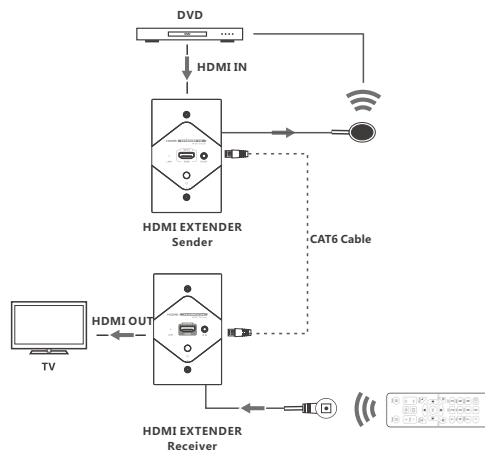 DVD
HDMI IN
HDMI EXTENDER
Sender
CAT6 Cable
HDMI OUT
TV
HDMI EXTENDER
Receiver